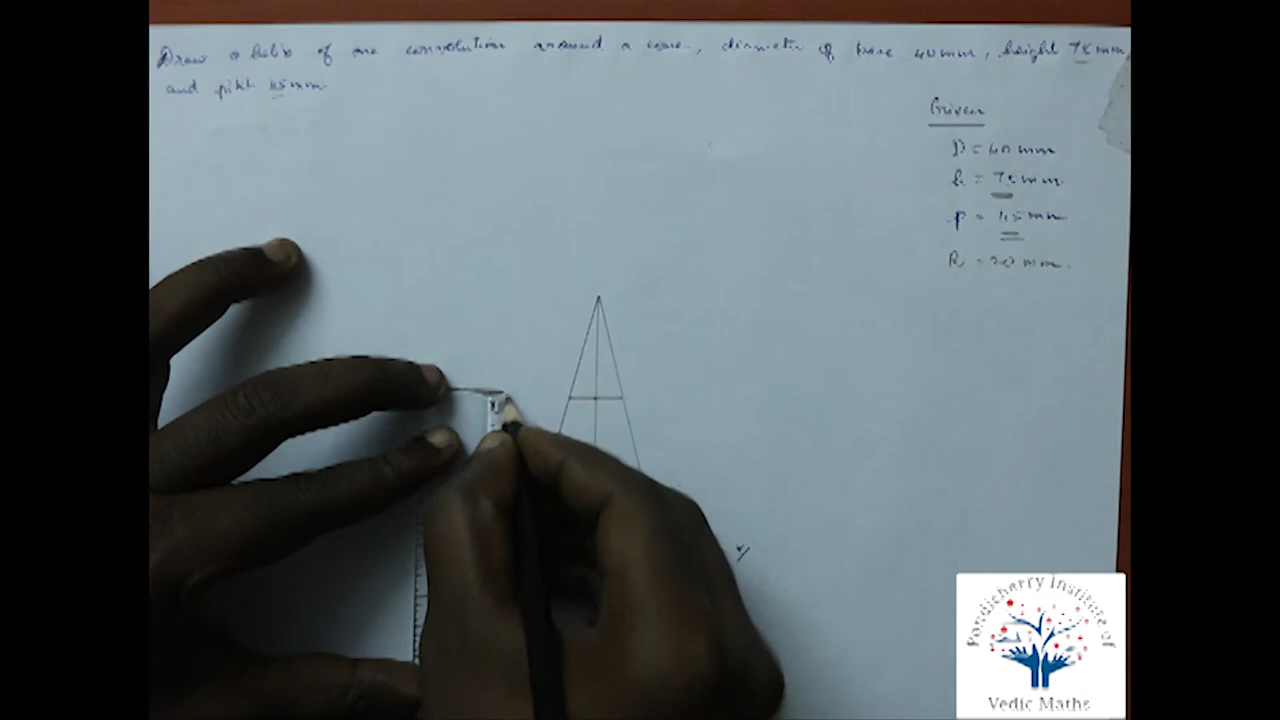 Draw a helix of one convolution around a cone, diameter of base 40mm, height 75mm,
and pitch 45mm
Given
D = 40 mm
h = 75 mm
p = 45 mm
R = 20 mm.
x/
Pondicherry Institute of
Vedic Maths